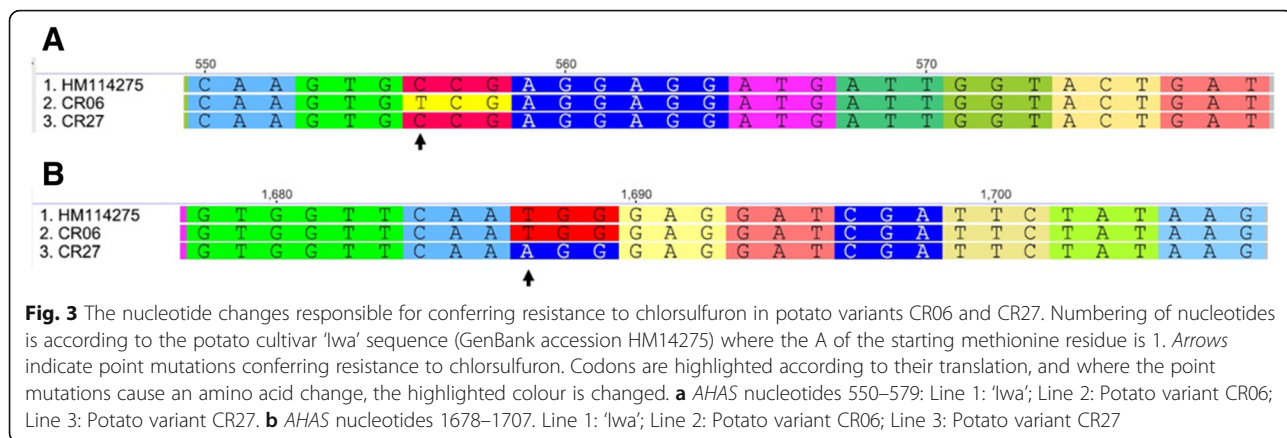 A
550 560 570
1. HM114275 C A A G T G C C G A G G A G G A T G A T T G G T A C T G A T
2. CR06 C A A G T G T C G A G G A G G A T G A T T G G T A C T G A T
3. CR27 C A A G T G C C G A G G A G G A T G A T T G G T A C T G A T
B
1,680 1,690 1,700
1. HM114275 G T G G T T C A A T G G G A G G A T C G A T T C T A T A A G
2. CR06 G T G G T T C A A T G G G A G G A T C G A T T C T A T A A G
3. CR27 G T G G T T C A A A G G G A G G A T C G A T T C T A T A A G
Fig. 3 The nucleotide changes responsible for conferring resistance to chlorsulfuron in potato variants CR06 and CR27. Numbering of nucleotides
is according to the potato cultivar ‘Iwa’ sequence (GenBank accession HM14275) where the A of the starting methionine residue is 1. Arrows
indicate point mutations conferring resistance to chlorsulfuron. Codons are highlighted according to their translation, and where the point
mutations cause an amino acid change, the highlighted colour is changed. a AHAS nucleotides 550–579: Line 1: ‘Iwa’; Line 2: Potato variant CR06;
Line 3: Potato variant CR27. b AHAS nucleotides 1678–1707. Line 1: ‘Iwa’; Line 2: Potato variant CR06; Line 3: Potato variant CR27